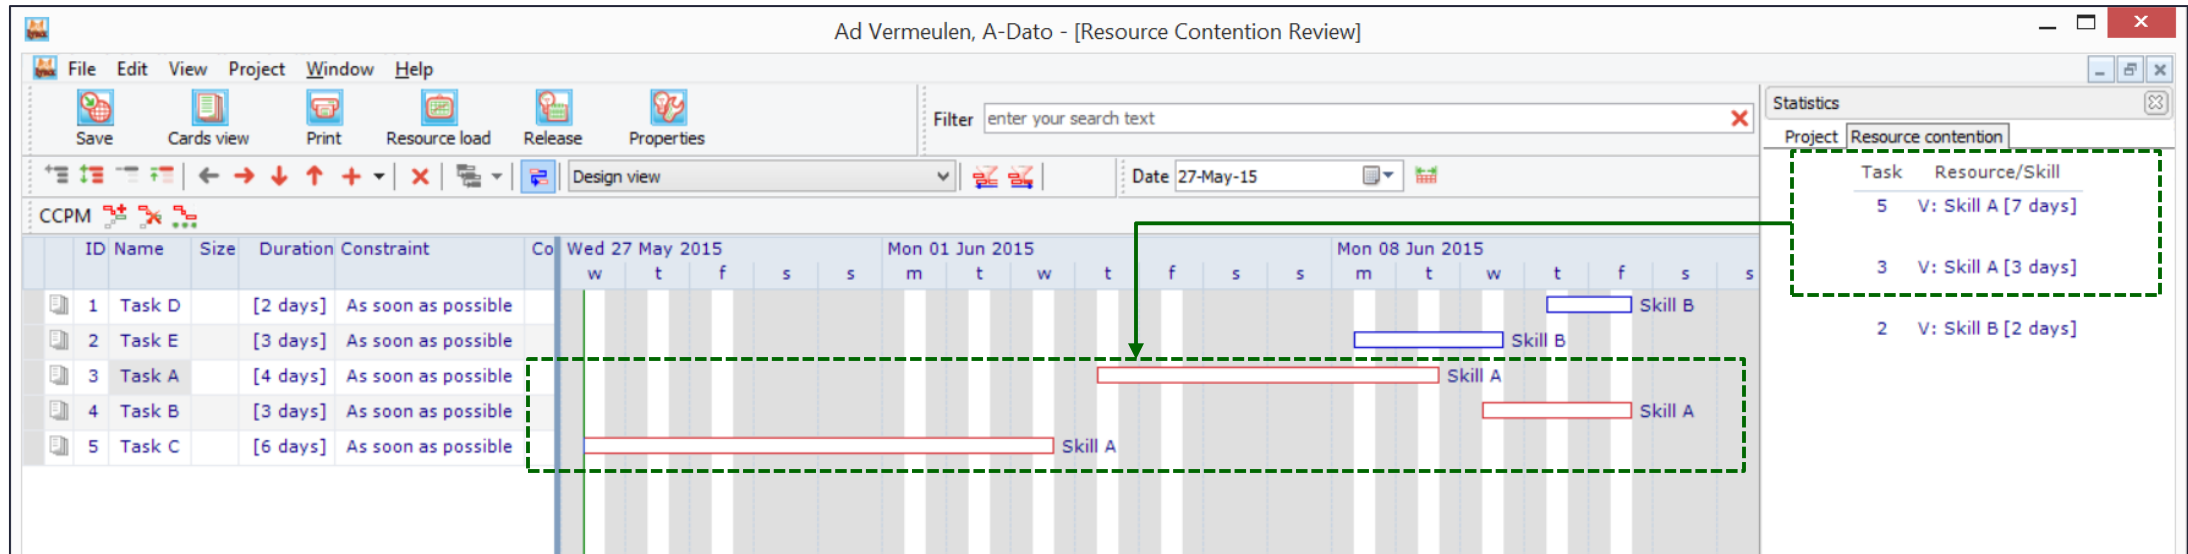 Ad Vermeulen, A-Dato - [Resource Contention Review]
File Edit View Project Window Help
Save Cards view Print Resource load Release Properties
Filter enter your search text
Statistics
Project Resource contention
Design view
Date 27-May-15
CCPM
Task Resource/Skill
5 V: Skill A [7 days]
3 V: Skill A [3 days]
2 V: Skill B [2 days]
ID Name Size Duration Constraint Co Wed 27 May 2015 Mon 01 Jun 2015 Mon 08 Jun 2015
w t f s s m t w t f s s m t w t f s s
1 Task D [2 days] As soon as possible Skill B
2 Task E [3 days] As soon as possible Skill B
3 Task A [4 days] As soon as possible Skill A
4 Task B [3 days] As soon as possible Skill A
5 Task C [6 days] As soon as possible Skill A